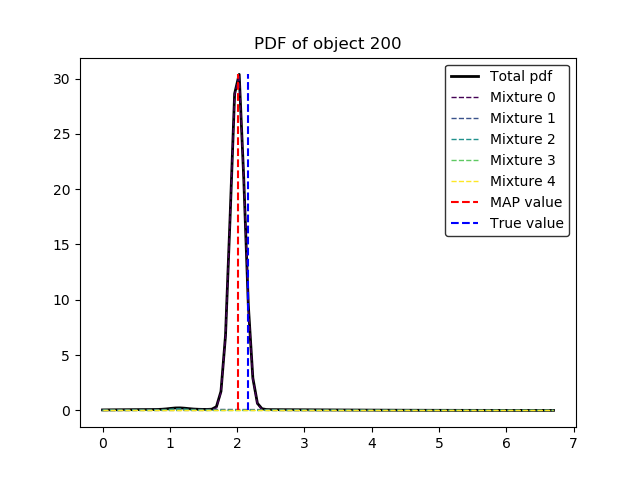 PDF of object 200
Total pdf
Mixture 0
Mixture 1
Mixture 2
Mixture 3
Mixture 4
MAP value
True value
30
25
20
15
10
5
0
0 1 2 3 4 5 6 7